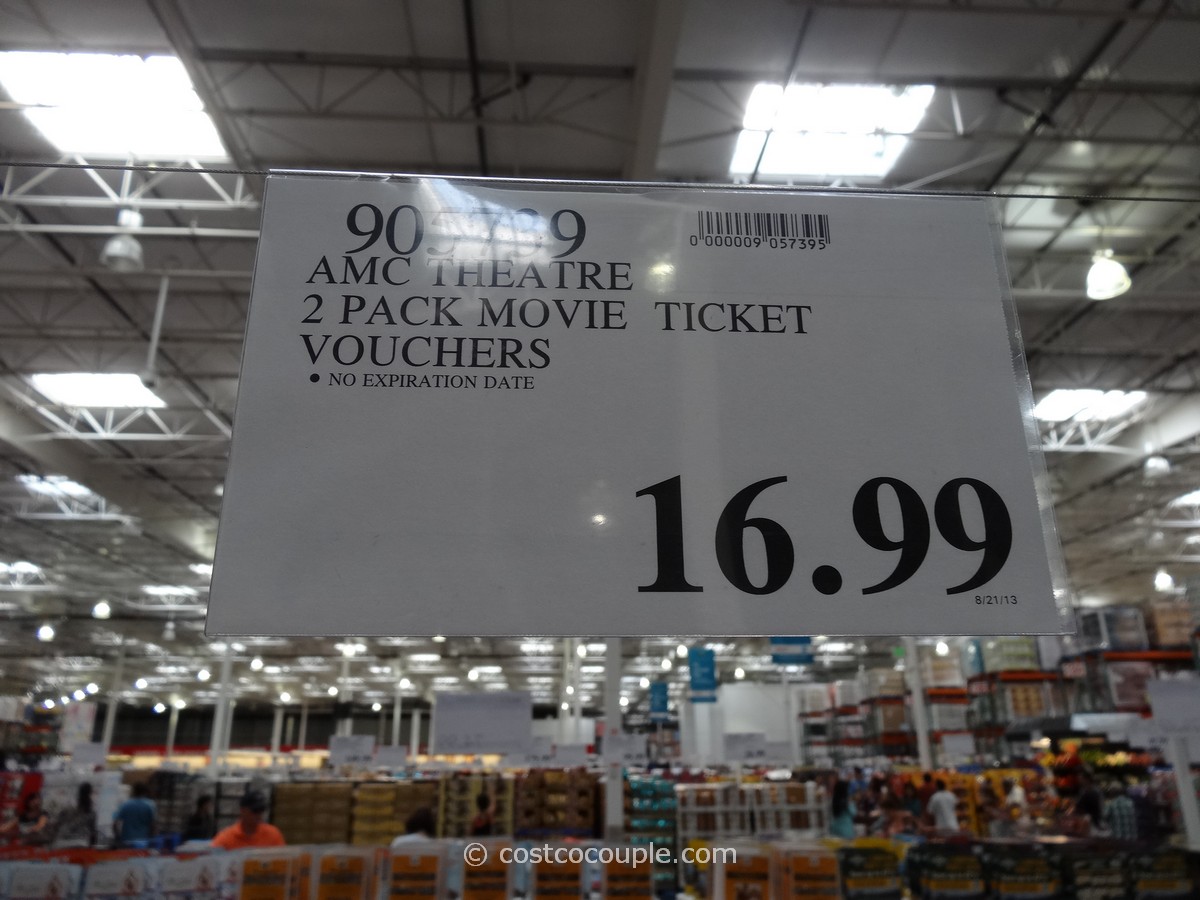 905739
0 000009 057395
AMC THEATRE
2 PACK MOVIE TICKET
VOUCHERS
• NO EXPIRATION DATE
16.99
8/21/13
© costcocouple.com